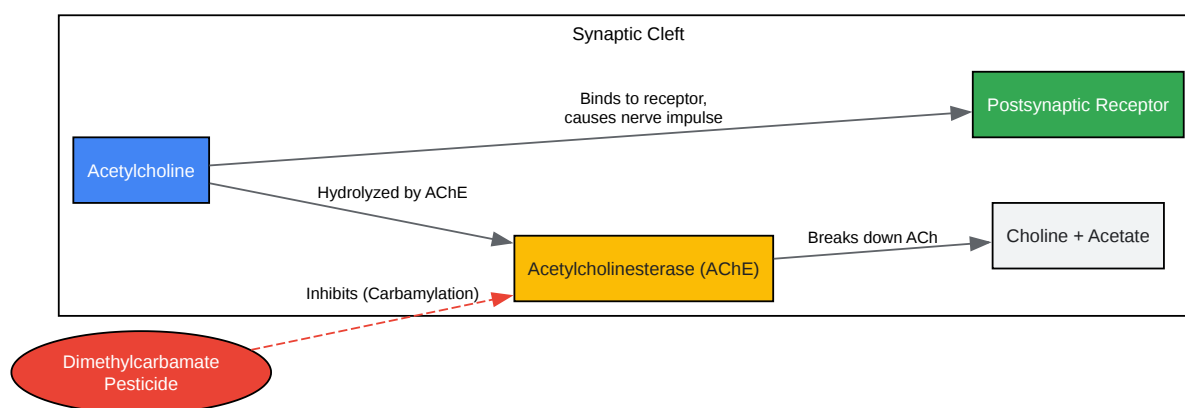 Synaptic Cleft
Binds to receptor,
causes nerve impulse
Postsynaptic Receptor
Acetylcholine
Hydrolyzed by AChE
Breaks down ACh
Choline + Acetate
Acetylcholinesterase (AChE)
Inhibits (Carbamylation)
Dimethylcarbamate
Pesticide